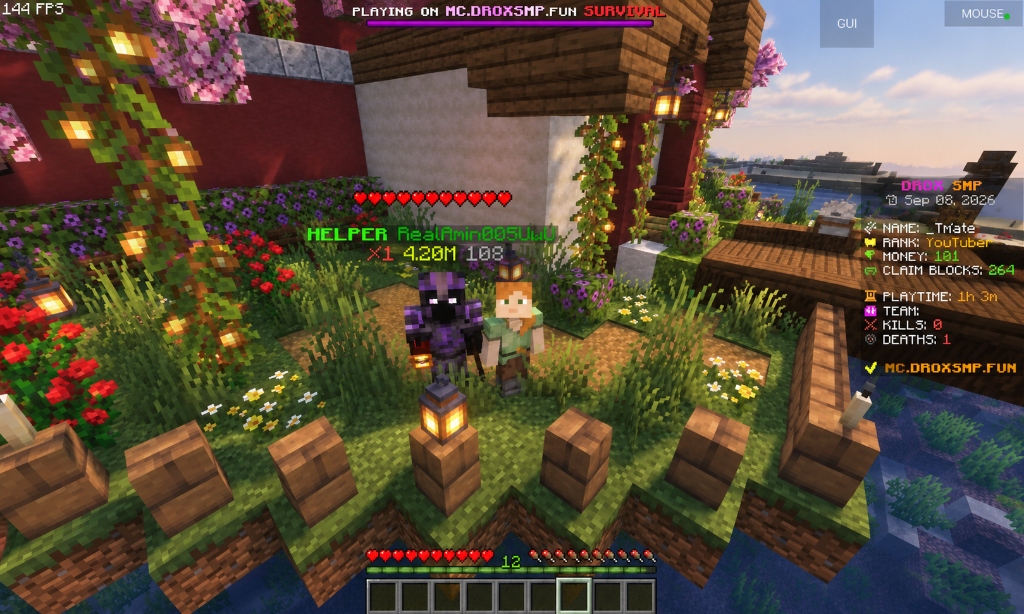 144 FPS
PLAYING ON MC.DROXSMP.FUN SURVIVAL
GUI
MOUSE
HELPER RealAmin005UwU
X1 4.20M 108
DROX SMP
Sep 08, 2026
NAME: _Tmate
RANK: YouTuber
MONEY: 101
CLAIM BLOCKS: 264
PLAYTIME: 1h 3m
TEAM:
KILLS: 0
DEATHS: 1
MC.DROXSMP.FUN
12